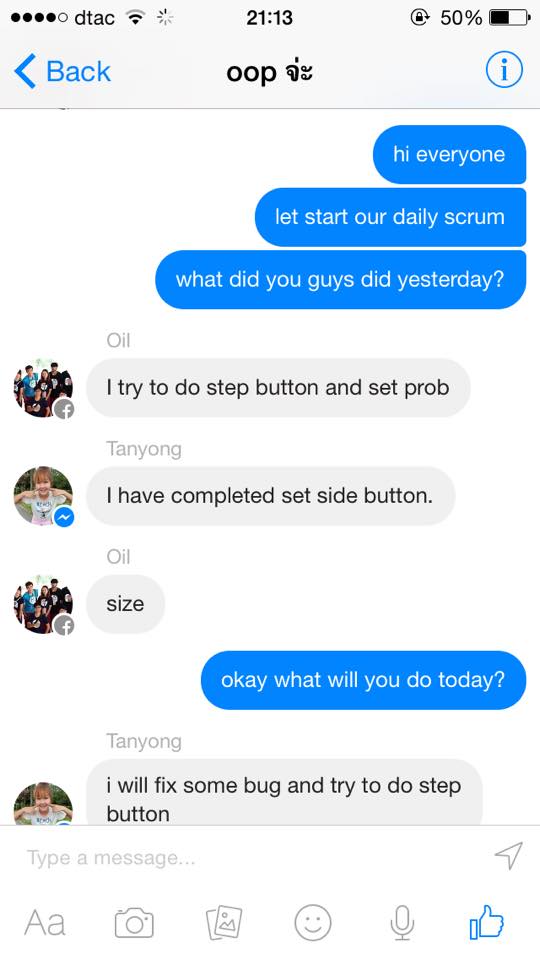 dtac 21:13 50%
Back oop จ่ะ
hi everyone
let start our daily scrum
what did you guys did yesterday?
Oil
I try to do step button and set prob
Tanyong
I have completed set side button.
Oil
size
okay what will you do today?
Tanyong
i will fix some bug and try to do step
button
Type a message...
Aa